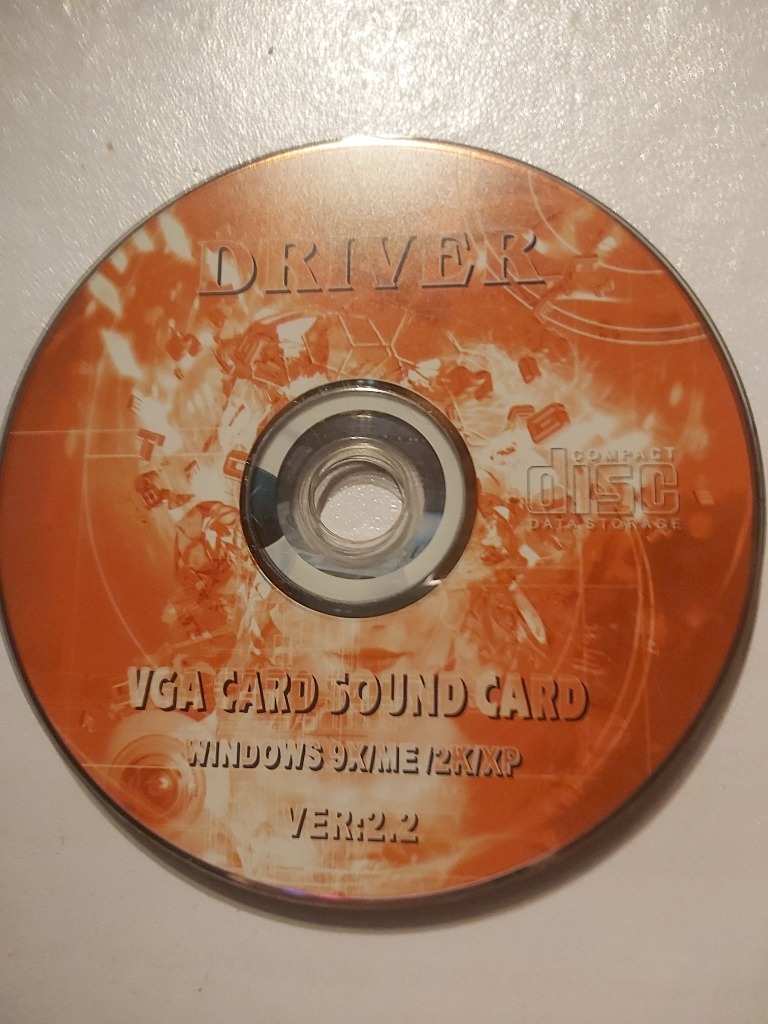 DRIVER
COMPACT
disc
DATA STORAGE
VGA CARD SOUND CARD
WINDOWS 9X/ME /2K/XP
VER:2.2